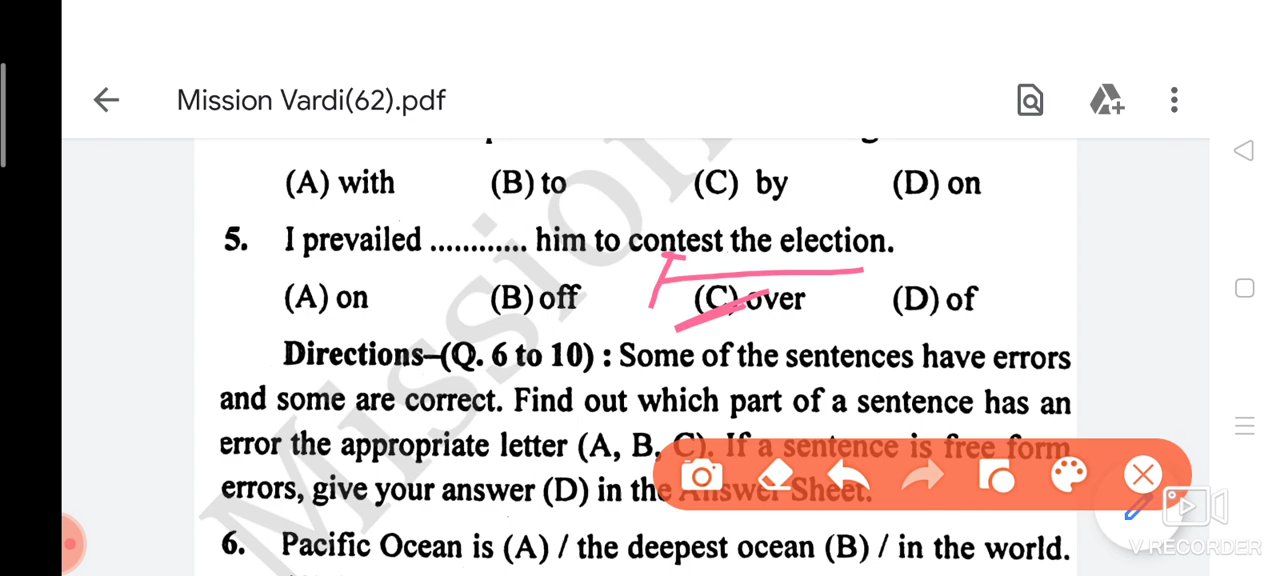 Mission Vardi(62).pdf
(A) with (B) to (C) by (D) on
5. I prevailed ............ him to contest the election.
(A) on (B) off (C) over (D) of
Directions–(Q. 6 to 10) : Some of the sentences have errors
and some are correct. Find out which part of a sentence has an
error the appropriate letter (A, B, C). If a sentence is free form
errors, give your answer (D) in the Answer Sheet.
6. Pacific Ocean is (A) / the deepest ocean (B) / in the world.
Mission
V RECORDER